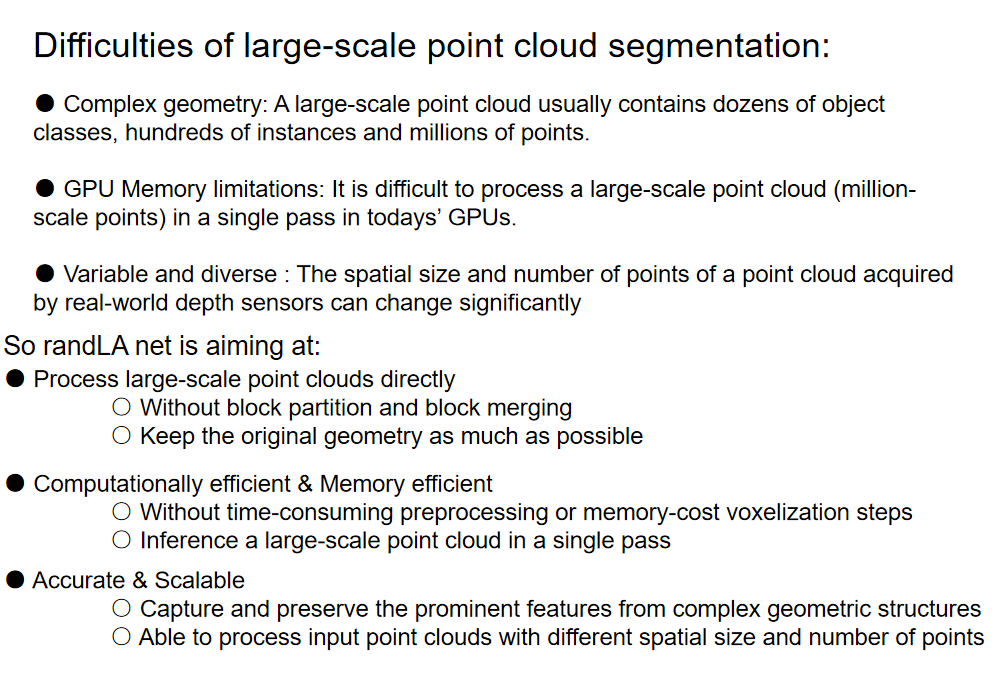 Difficulties of large-scale point cloud segmentation:
● Complex geometry: A large-scale point cloud usually contains dozens of object
classes, hundreds of instances and millions of points.
● GPU Memory limitations: It is difficult to process a large-scale point cloud (million-
scale points) in a single pass in todays’ GPUs.
● Variable and diverse : The spatial size and number of points of a point cloud acquired
by real-world depth sensors can change significantly
So randLA net is aiming at:
● Process large-scale point clouds directly
○ Without block partition and block merging
○ Keep the original geometry as much as possible
● Computationally efficient & Memory efficient
○ Without time-consuming preprocessing or memory-cost voxelization steps
○ Inference a large-scale point cloud in a single pass
● Accurate & Scalable
○ Capture and preserve the prominent features from complex geometric structures
○ Able to process input point clouds with different spatial size and number of points